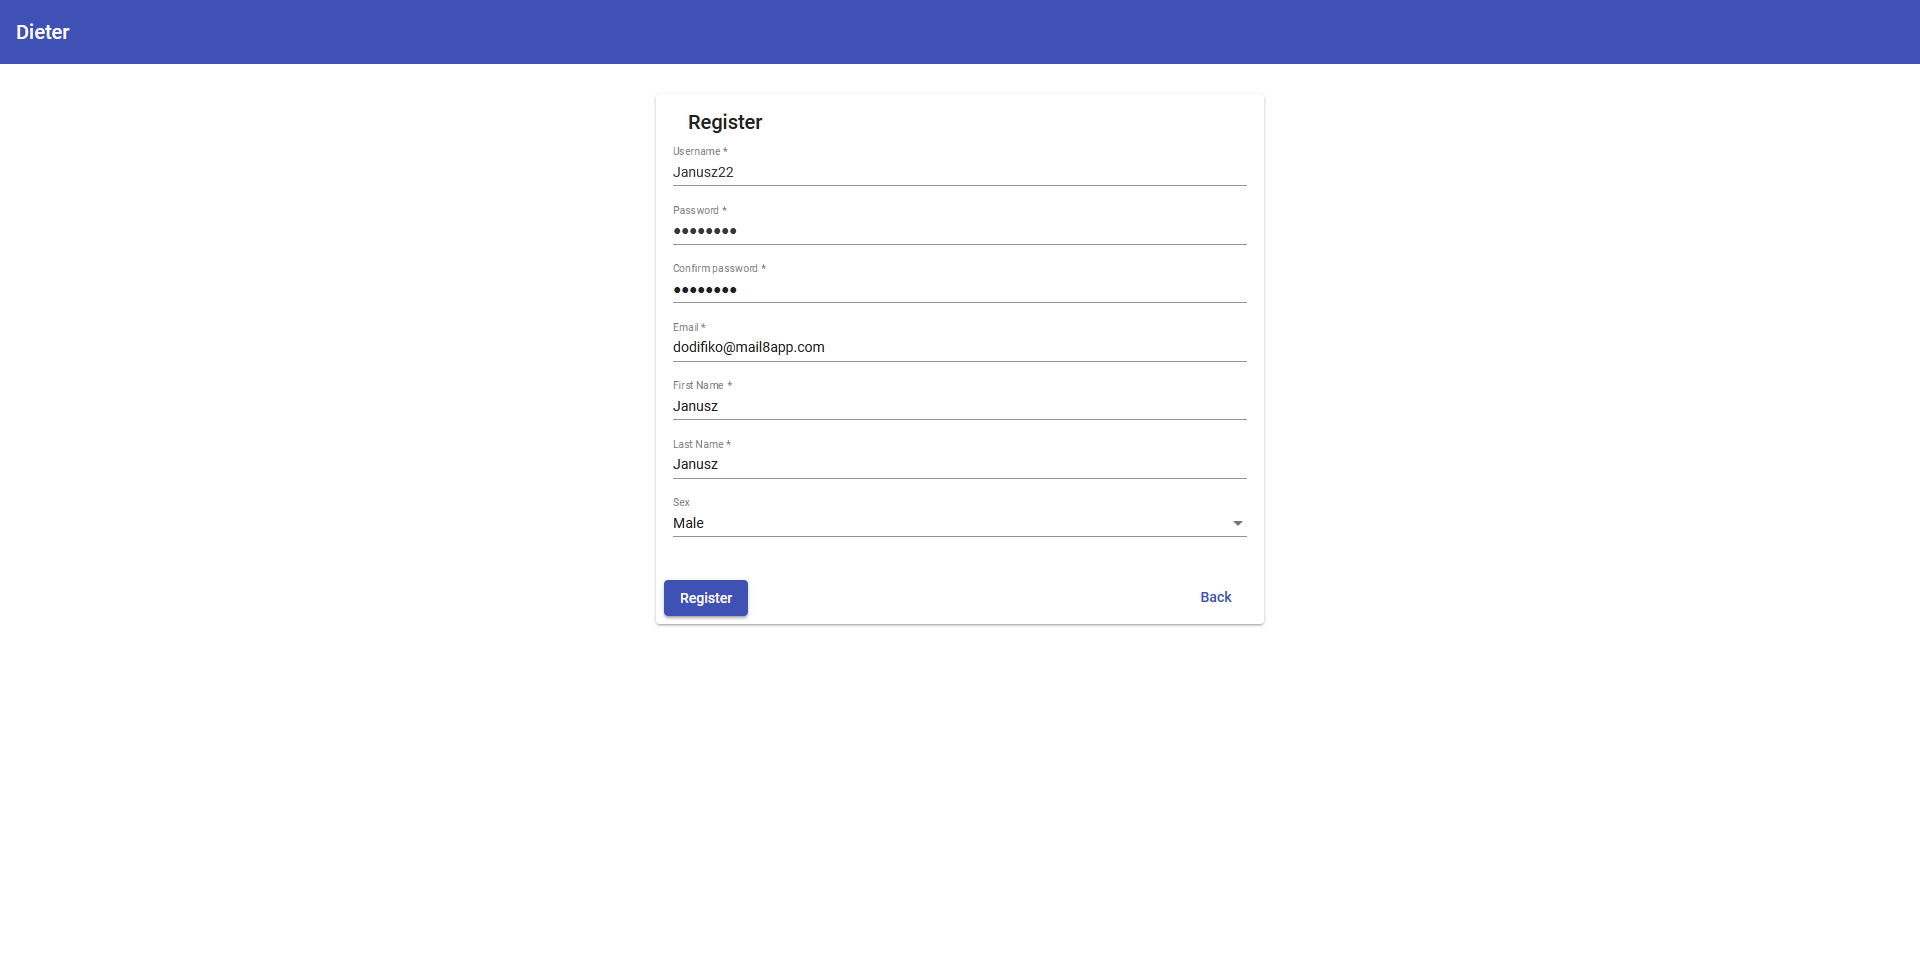 Dieter
Register
Username *
Janusz22
Password *
••••••••
Confirm password *
••••••••
Email *
dodifiko@mail8app.com
First Name *
Janusz
Last Name *
Janusz
Sex
Male
Register
Back